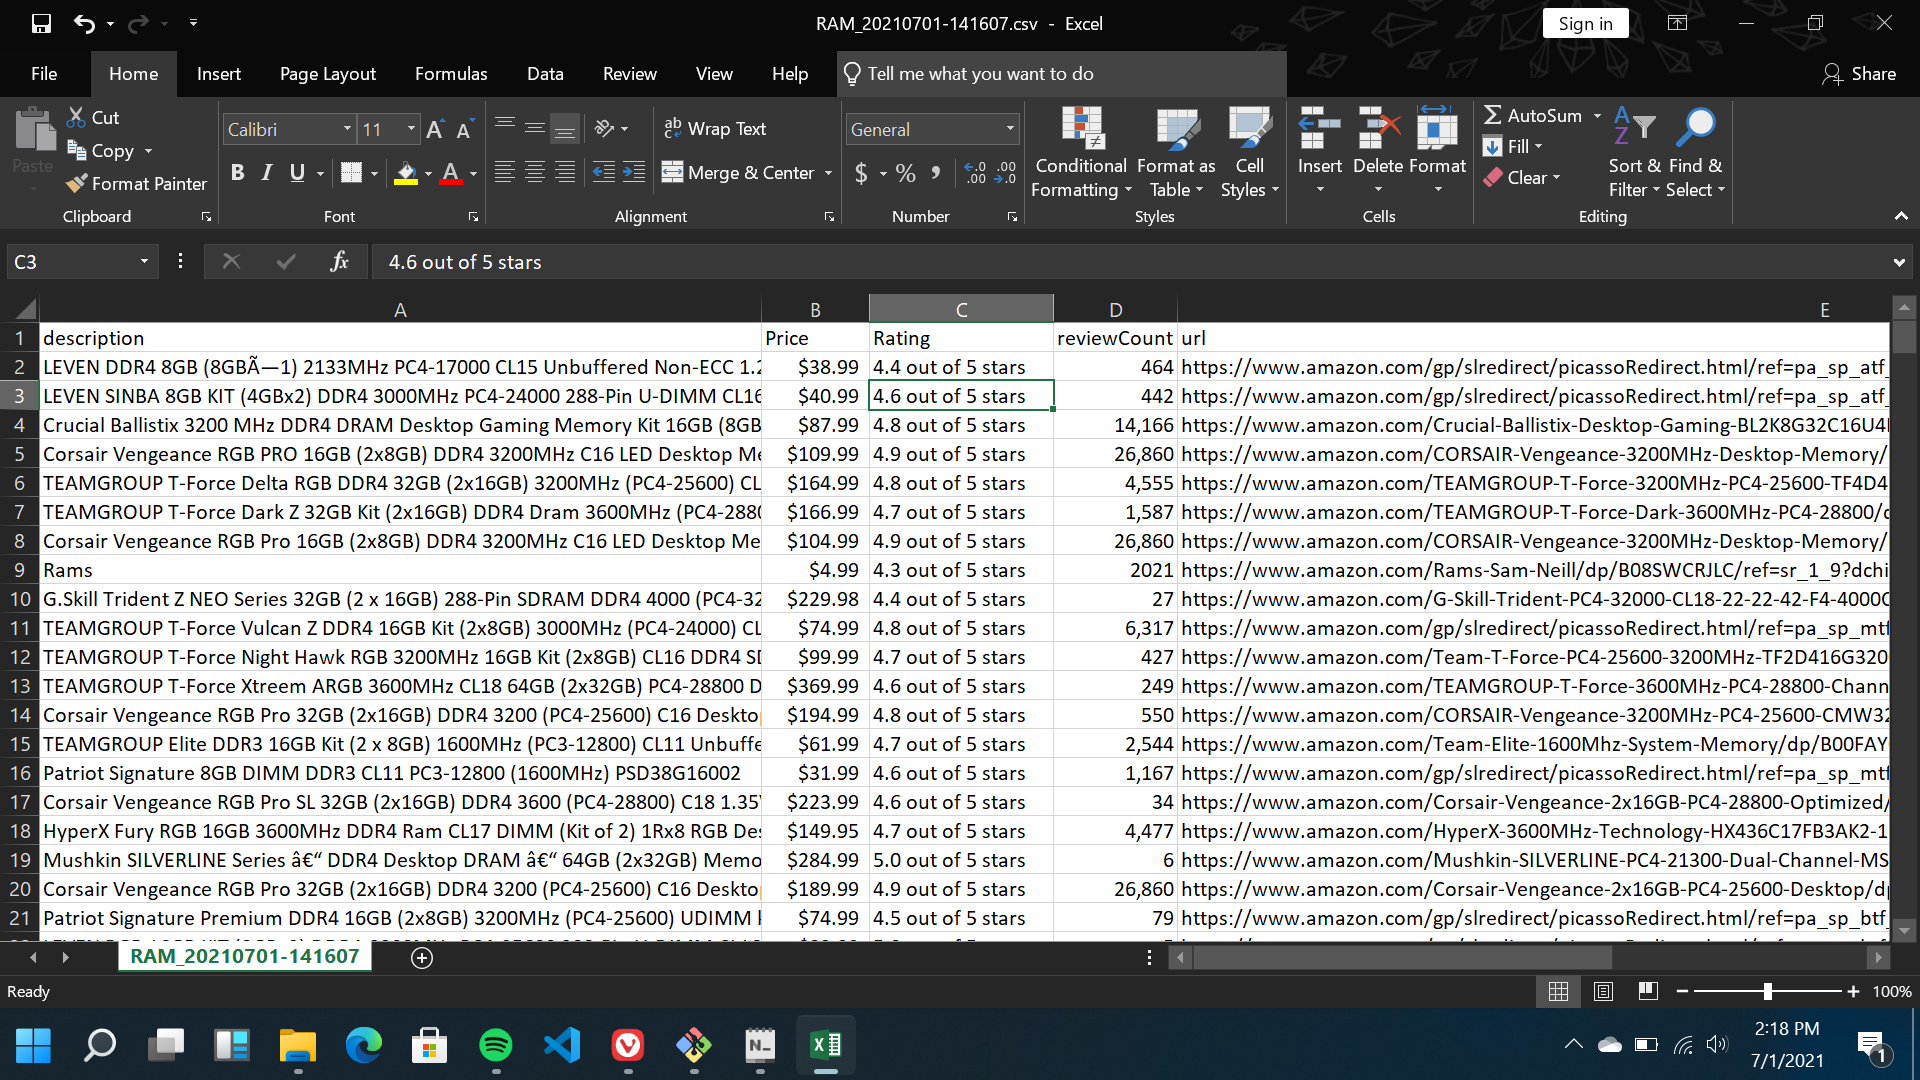 RAM_20210701-141607.csv - Excel
Sign in
File Home Insert Page Layout Formulas Data Review View Help Tell me what you want to do Share
Paste
Cut
Copy
Format Painter
Clipboard
Calibri 11 A A
B I U A
Font
ab c Wrap Text
Merge & Center
Alignment
General
$ % , .0 .00 .00 .0
Number
Conditional Formatting
Format as Table
Cell Styles
Styles
Insert Delete Format
Cells
AutoSum
Fill
Clear
Sort & Filter
Find & Select
Editing
C3 fx 4.6 out of 5 stars
A B C D E
1 description Price Rating reviewCount url
2 LEVEN DDR4 8GB (8GBÃ—1) 2133MHz PC4-17000 CL15 Unbuffered Non-ECC 1.2 $38.99 4.4 out of 5 stars 464 https://www.amazon.com/gp/slredirect/picassoRedirect.html/ref=pa_sp_atf_
3 LEVEN SINBA 8GB KIT (4GBx2) DDR4 3000MHz PC4-24000 288-Pin U-DIMM CL16 $40.99 4.6 out of 5 stars 442 https://www.amazon.com/gp/slredirect/picassoRedirect.html/ref=pa_sp_atf_
4 Crucial Ballistix 3200 MHz DDR4 DRAM Desktop Gaming Memory Kit 16GB (8GB $87.99 4.8 out of 5 stars 14,166 https://www.amazon.com/Crucial-Ballistix-Desktop-Gaming-BL2K8G32C16U4
5 Corsair Vengeance RGB PRO 16GB (2x8GB) DDR4 3200MHz C16 LED Desktop Me $109.99 4.9 out of 5 stars 26,860 https://www.amazon.com/CORSAIR-Vengeance-3200MHz-Desktop-Memory/
6 TEAMGROUP T-Force Delta RGB DDR4 32GB (2x16GB) 3200MHz (PC4-25600) CL $164.99 4.8 out of 5 stars 4,555 https://www.amazon.com/TEAMGROUP-T-Force-3200MHz-PC4-25600-TF4D4
7 TEAMGROUP T-Force Dark Z 32GB Kit (2x16GB) DDR4 Dram 3600MHz (PC4-2880 $166.99 4.7 out of 5 stars 1,587 https://www.amazon.com/TEAMGROUP-T-Force-Dark-3600MHz-PC4-28800/
8 Corsair Vengeance RGB Pro 16GB (2x8GB) DDR4 3200MHz C16 LED Desktop Me $104.99 4.9 out of 5 stars 26,860 https://www.amazon.com/CORSAIR-Vengeance-3200MHz-Desktop-Memory/
9 Rams $4.99 4.3 out of 5 stars 2021 https://www.amazon.com/Rams-Sam-Neill/dp/B08SWCRJLC/ref=sr_1_9?dchi
10 G.Skill Trident Z NEO Series 32GB (2 x 16GB) 288-Pin SDRAM DDR4 4000 (PC4-32 $229.98 4.4 out of 5 stars 27 https://www.amazon.com/G-Skill-Trident-PC4-32000-CL18-22-22-42-F4-4000C
11 TEAMGROUP T-Force Vulcan Z DDR4 16GB Kit (2x8GB) 3000MHz (PC4-24000) CL $74.99 4.8 out of 5 stars 6,317 https://www.amazon.com/gp/slredirect/picassoRedirect.html/ref=pa_sp_mtf
12 TEAMGROUP T-Force Night Hawk RGB 3200MHz 16GB Kit (2x8GB) CL16 DDR4 SD $99.99 4.7 out of 5 stars 427 https://www.amazon.com/Team-T-Force-PC4-25600-3200MHz-TF2D416G320
13 TEAMGROUP T-Force Xtreem ARGB 3600MHz CL18 64GB (2x32GB) PC4-28800 D $369.99 4.6 out of 5 stars 249 https://www.amazon.com/TEAMGROUP-T-Force-3600MHz-PC4-28800-Chann
14 Corsair Vengeance RGB Pro 32GB (2x16GB) DDR4 3200 (PC4-25600) C16 Deskto $194.99 4.8 out of 5 stars 550 https://www.amazon.com/CORSAIR-Vengeance-3200MHz-PC4-25600-CMW32
15 TEAMGROUP Elite DDR3 16GB Kit (2 x 8GB) 1600MHz (PC3-12800) CL11 Unbuffe $61.99 4.7 out of 5 stars 2,544 https://www.amazon.com/Team-Elite-1600Mhz-System-Memory/dp/B00FAY
16 Patriot Signature 8GB DIMM DDR3 CL11 PC3-12800 (1600MHz) PSD38G16002 $31.99 4.6 out of 5 stars 1,167 https://www.amazon.com/gp/slredirect/picassoRedirect.html/ref=pa_sp_mtf
17 Corsair Vengeance RGB Pro SL 32GB (2x16GB) DDR4 3600 (PC4-28800) C18 1.35V $223.99 4.6 out of 5 stars 34 https://www.amazon.com/Corsair-Vengeance-2x16GB-PC4-28800-Optimized/
18 HyperX Fury RGB 16GB 3600MHz DDR4 Ram CL17 DIMM (Kit of 2) 1Rx8 RGB Des $149.95 4.7 out of 5 stars 4,477 https://www.amazon.com/HyperX-3600MHz-Technology-HX436C17FB3AK2-1
19 Mushkin SILVERLINE Series â€“ DDR4 Desktop DRAM â€“ 64GB (2x32GB) Memo $284.99 5.0 out of 5 stars 6 https://www.amazon.com/Mushkin-SILVERLINE-PC4-21300-Dual-Channel-MS
20 Corsair Vengeance RGB Pro 32GB (2x16GB) DDR4 3200 (PC4-25600) C16 Deskto $189.99 4.9 out of 5 stars 26,860 https://www.amazon.com/Corsair-Vengeance-2x16GB-PC4-25600-Desktop/dp
21 Patriot Signature Premium DDR4 16GB (2x8GB) 3200MHz (PC4-25600) UDIMM $74.99 4.5 out of 5 stars 79 https://www.amazon.com/gp/slredirect/picassoRedirect.html/ref=pa_sp_btf
RAM_20210701-141607
Ready
100%
N_
2:18 PM
7/1/2021
1